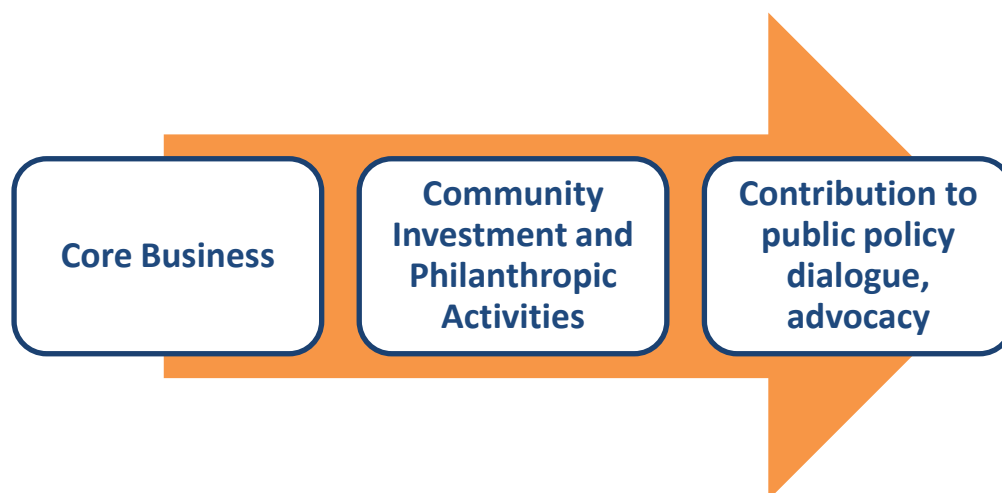 Core Business
Community
Investment and
Philanthropic
Activities
Contribution to
public policy
dialogue,
advocacy